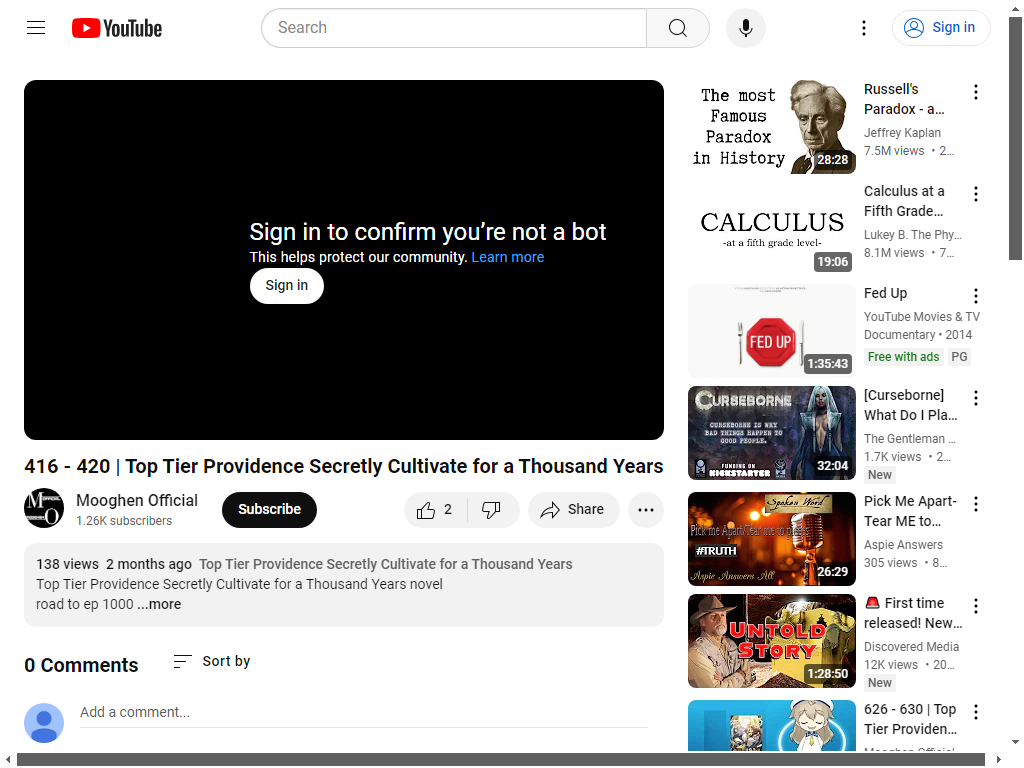 YouTube
Search
Sign in
Sign in to confirm you’re not a bot
This helps protect our community. Learn more
Sign in
416 - 420 | Top Tier Providence Secretly Cultivate for a Thousand Years
Mooghen Official
1.26K subscribers
Subscribe
2
Share
138 views 2 months ago Top Tier Providence Secretly Cultivate for a Thousand Years
Top Tier Providence Secretly Cultivate for a Thousand Years novel
road to ep 1000 ...more
0 Comments
Sort by
Add a comment...
The most
Famous
Paradox
in History
28:28
Russell's
Paradox - a...
Jeffrey Kaplan
7.5M views • 2...
CALCULUS
-at a fifth grade level-
19:06
Calculus at a
Fifth Grade...
Lukey B. The Phy...
8.1M views • 7...
FED UP
1:35:43
Fed Up
YouTube Movies & TV
Documentary • 2014
Free with ads PG
CURSEBORNE
CURSEBORNE IS WHY
BAD THINGS HAPPEN TO
GOOD PEOPLE.
FUNDING ON
KICKSTARTER
32:04
[Curseborne]
What Do I Pla...
The Gentleman ...
1.7K views • 2...
New
Spoken Word
Pick me Apart/Tear me to pieces
#TRUTH
Aspie Answers All
26:29
Pick Me Apart-
Tear ME to...
Aspie Answers
305 views • 8...
UNTOLD
STORY
1:28:50
🚨 First time
released! New...
Discovered Media
12K views • 20...
New
626 - 630 | Top
Tier Providen...
Mooghen Official